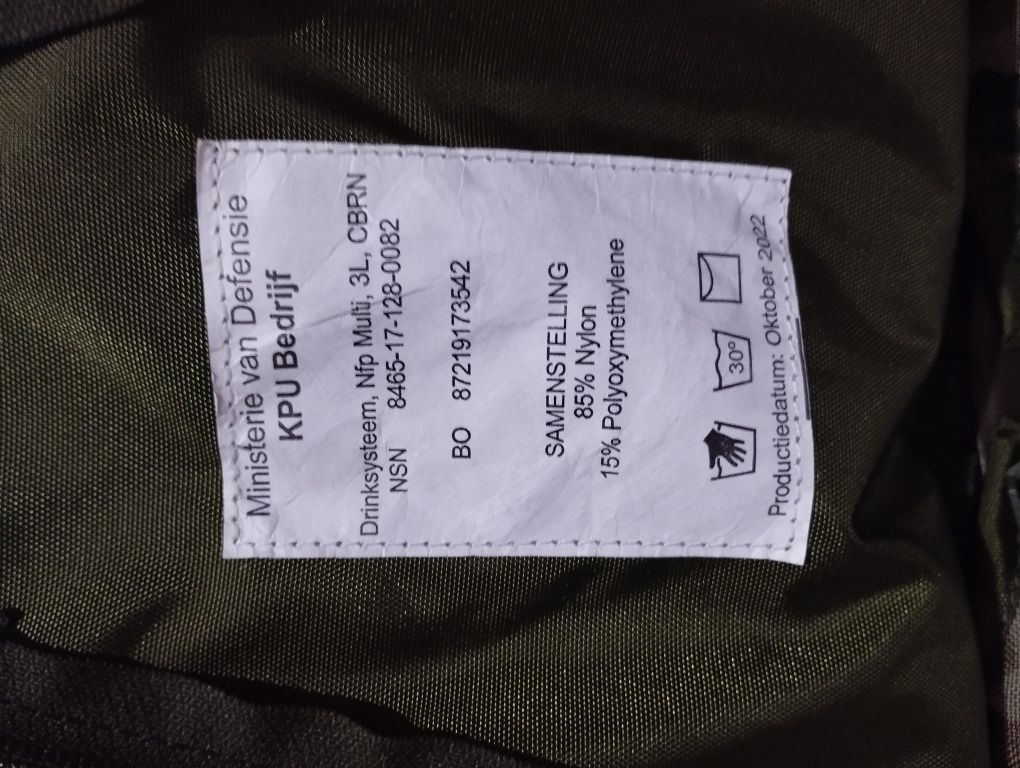 Ministerie van Defensie
KPU Bedrijf
Drinksysteem, Nfp Multi, 3L, CBRN
NSN 8465-17-128-0082
BO 87219173542
SAMENSTELLING
85% Nylon
15% Polyoxymethylene
30°
Productiedatum: Oktober 2022